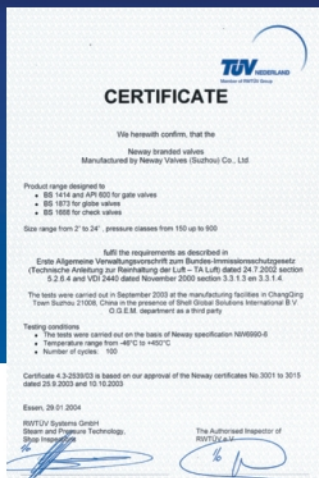 TÜV NEDERLAND
Member of RWTÜV Group
CERTIFICATE
We herewith confirm, that the
Neway branded valves
Manufactured by Neway Valves (Suzhou) Co., Ltd.
Product range designed to
• BS 1414 and API 600 for gate valves
• BS 1873 for globe valves
• BS 1868 for check valves
Size range from 2" to 24", pressure classes from 150 up to 900
fulfil the requirements as described in
Erste Allgemeine Verwaltungsvorschrift zum Bundes-Immissionsschutzgesetz
(Technische Anleitung zur Reinhaltung der Luft – TA Luft) dated 24.7.2002 section
5.2.6.4 and VDI 2440 dated November 2000 section 3.3.1.3 en 3.3.1.4.
The tests were carried out in September 2003 at the manufacturing facilities in ChangQing
Town Suzhou 21008, China in the presence of Shell Global Solutions International B.V.
O.G.E.M. department as a third party
Testing conditions
• The tests were carried out on the basis of Neway specification NW6990-8
• Temperature range from -46°C to +450°C
• Number of cycles: 100
Certificate 4.3-2539/03 is based on our approval of the Neway certificates No.3001 to 3015
dated 25.9.2003 and 10.10.2003
Essen, 29.01.2004
RWTÜV Systems GmbH
Steam and Pressure Technology,
Shop Inspections
The Authorised Inspector of
RWTÜV e.V.